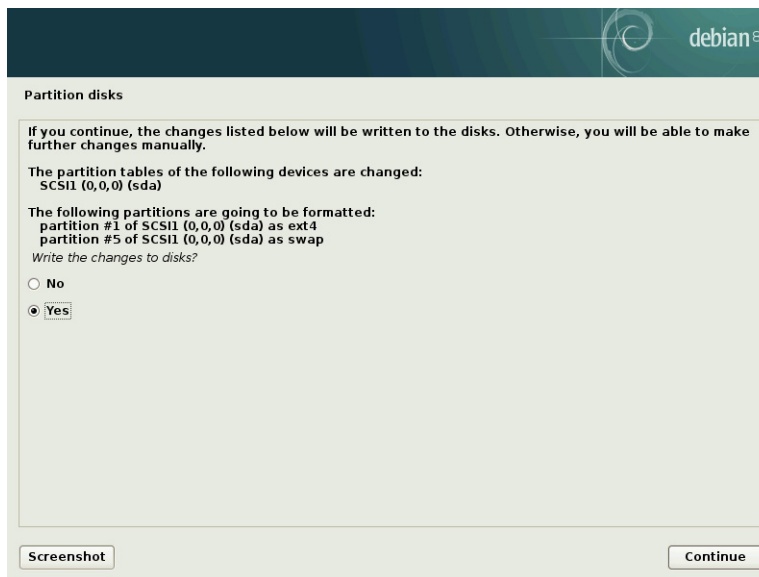 debian 8
Partition disks
If you continue, the changes listed below will be written to the disks. Otherwise, you will be able to make
further changes manually.
The partition tables of the following devices are changed:
SCSI1 (0,0,0) (sda)
The following partitions are going to be formatted:
partition #1 of SCSI1 (0,0,0) (sda) as ext4
partition #5 of SCSI1 (0,0,0) (sda) as swap
Write the changes to disks?
No
Yes
Screenshot
Continue